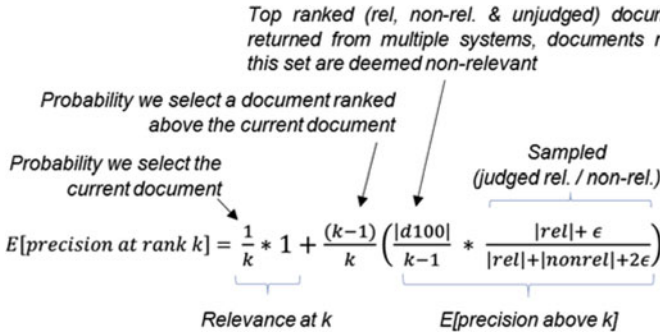 Top ranked (rel, non-rel. & unjudged)
returned from multiple systems, documents
this set are deemed non-relevant
Probability we select a document ranked
above the current document
Probability we select the
current document
Sampled
(judged rel. / non-rel.)
E[precision at rank k] = 1/k * 1 + (k-1)/k ( |d100|/k-1 * |rel|+ ϵ/|rel|+|nonrel|+2ϵ )
Relevance at k
E[precision above k]